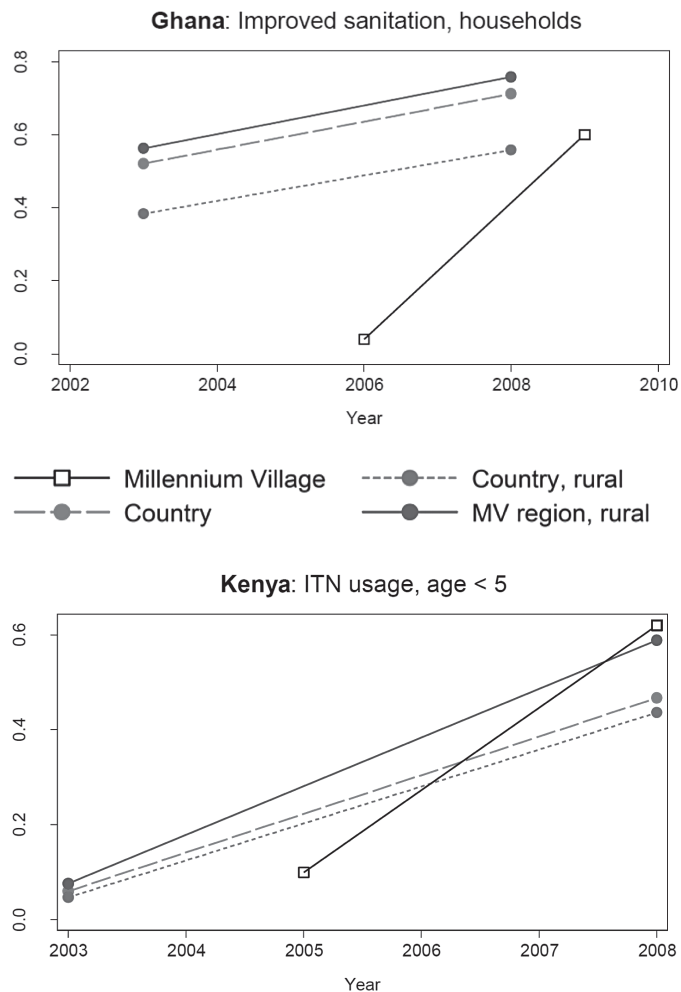 Ghana: Improved sanitation, households
0.8
0.6
0.4
0.2
0.0
2002 2004 2006 2008 2010
Year
Millennium Village Country, rural
Country MV region, rural
Kenya: ITN usage, age < 5
0.6
0.4
0.2
0.0
2003 2004 2005 2006 2007 2008
Year